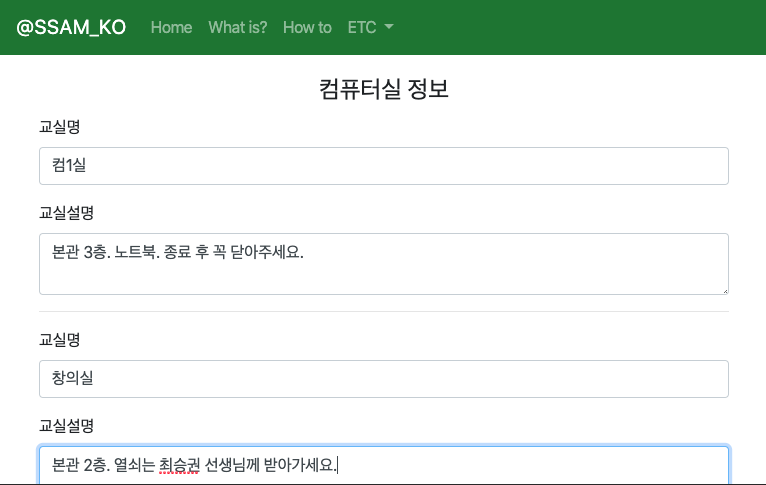 @SSAM_KO Home What is? How to ETC
컴퓨터실 정보
교실명
컴1실
교실설명
본관 3층. 노트북. 종료 후 꼭 닫아주세요.
교실명
창의실
교실설명
본관 2층. 열쇠는 최승권 선생님께 받아가세요.